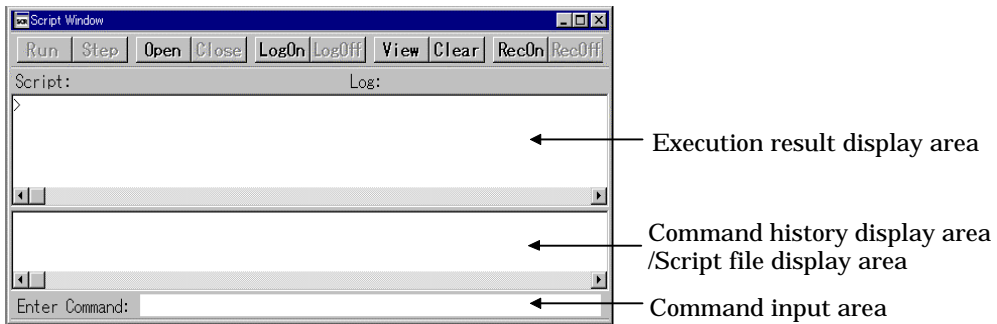 Script Window
Run Step Open Close LogOn LogOff View Clear RecOn RecOff
Script: Log:
>
Execution result display area
Command history display area
/Script file display area
Enter Command:
Command input area